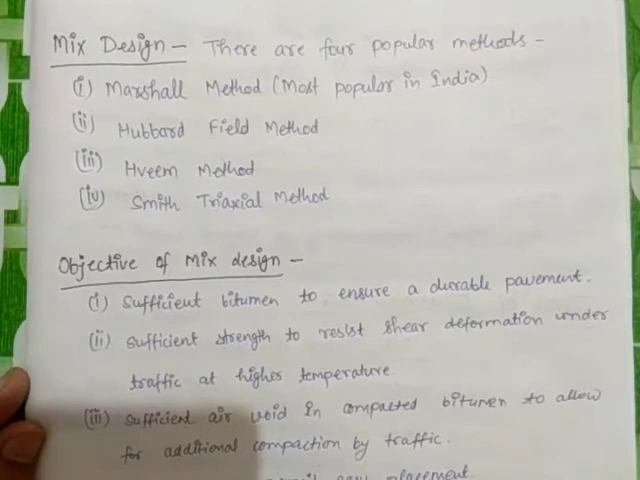 Mix Design - There are four popular methods -
(i) Marshall Method (Most popular in India)
(ii) Hubbard Field Method
(iii) Hveem Method
(iv) Smith Triaxial Method
Objective of Mix design -
(i) Sufficient bitumen to ensure a durable pavement.
(ii) Sufficient strength to resist shear deformation under
traffic at higher temperature
(iii) Sufficient air void in compacted bitumen to allow
for additional compaction by traffic.
placement.